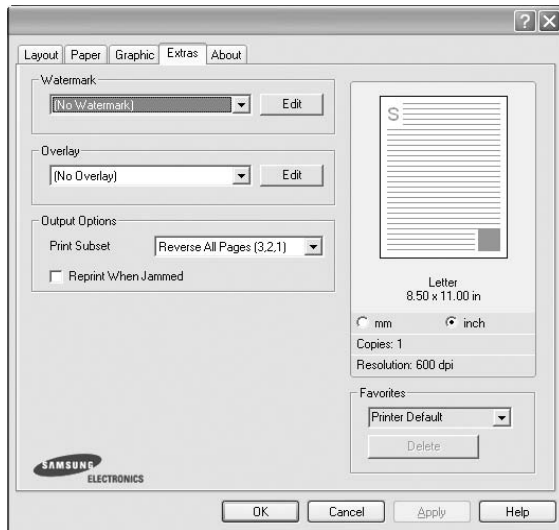 Layout Paper Graphic Extras About
Watermark
(No Watermark) Edit
Overlay
(No Overlay) Edit
Output Options
Print Subset Reverse All Pages (3,2,1)
Reprint When Jammed
S
Letter
8.50 x 11.00 in
mm inch
Copies: 1
Resolution: 600 dpi
Favorites
Printer Default
Delete
SAMSUNG
ELECTRONICS
OK Cancel Apply Help